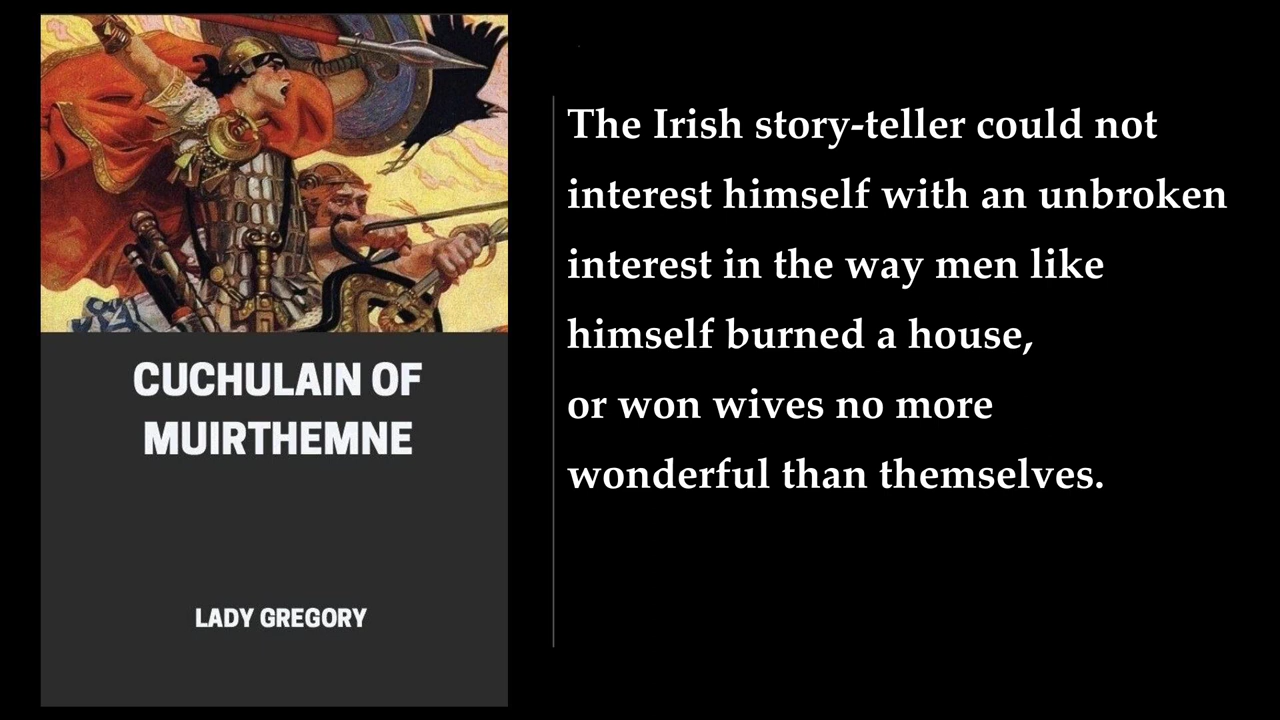 CUCHULAIN OF
MUIRTHEMNE
LADY GREGORY
The Irish story-teller could not
interest himself with an unbroken
interest in the way men like
himself burned a house,
or won wives no more
wonderful than themselves.